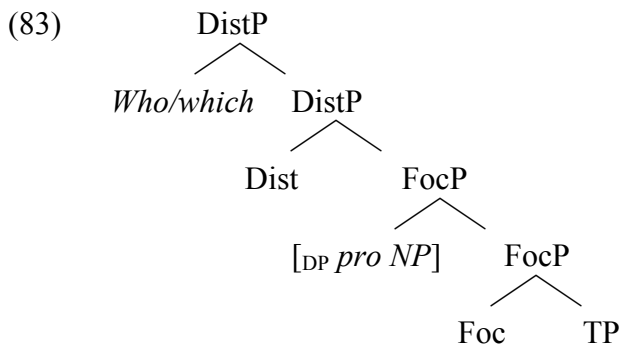 (83) DistP
Who/which DistP
Dist FocP
[DP pro NP] FocP
Foc TP